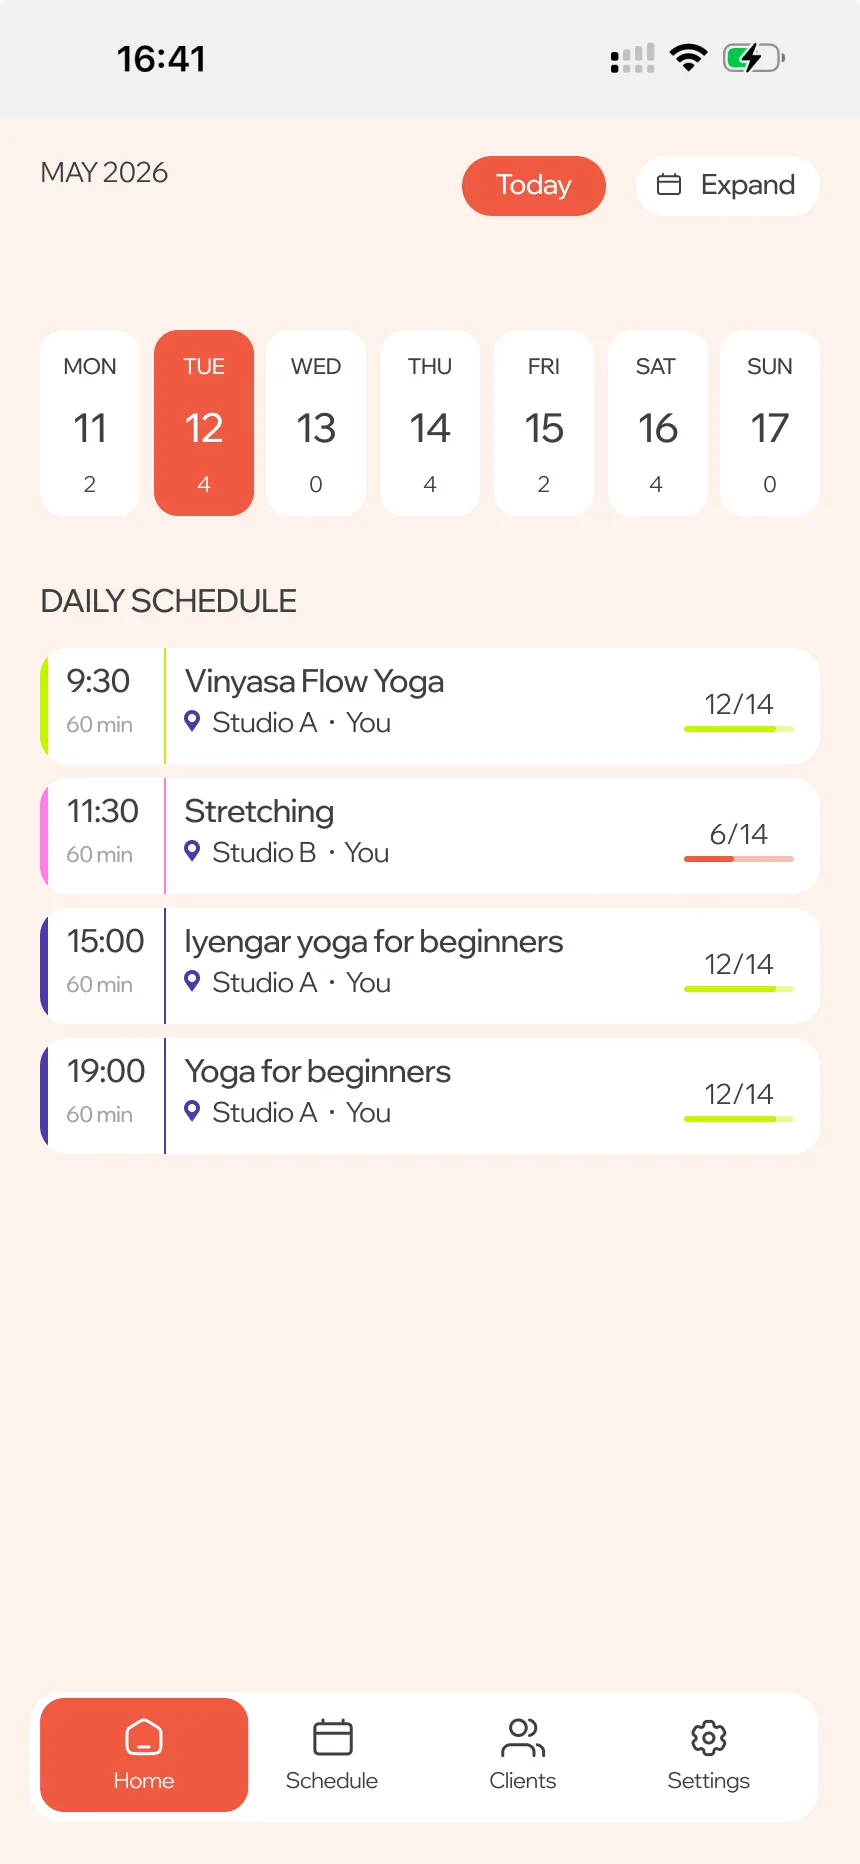 16:41
MAY 2026
Today
Expand
MON TUE WED THU FRI SAT SUN
11 12 13 14 15 16 17
2 4 0 4 2 4 0
DAILY SCHEDULE
9:30 Vinyasa Flow Yoga
60 min Studio A · You
12/14
11:30 Stretching
60 min Studio B · You
6/14
15:00 Iyengar yoga for beginners
60 min Studio A · You
12/14
19:00 Yoga for beginners
60 min Studio A · You
12/14
Home Schedule Clients Settings